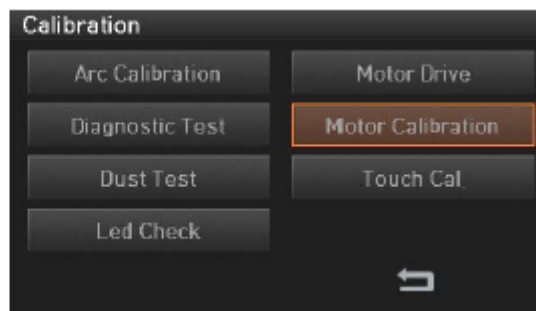 Calibration
Arc Calibration
Motor Drive
Diagnostic Test
Motor Calibration
Dust Test
Touch Cal.
Led Check